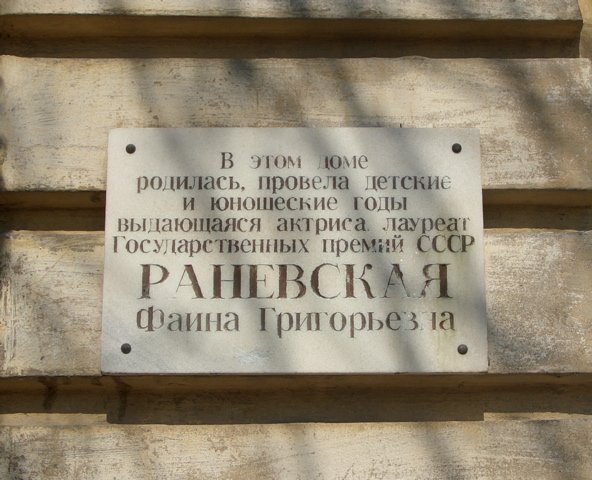 В этом доме
родилась, провела детские
и юношеские годы
выдающаяся актриса, лауреат
Государственных премий СССР
РАНЕВСКАЯ
Фаина Григорьевна